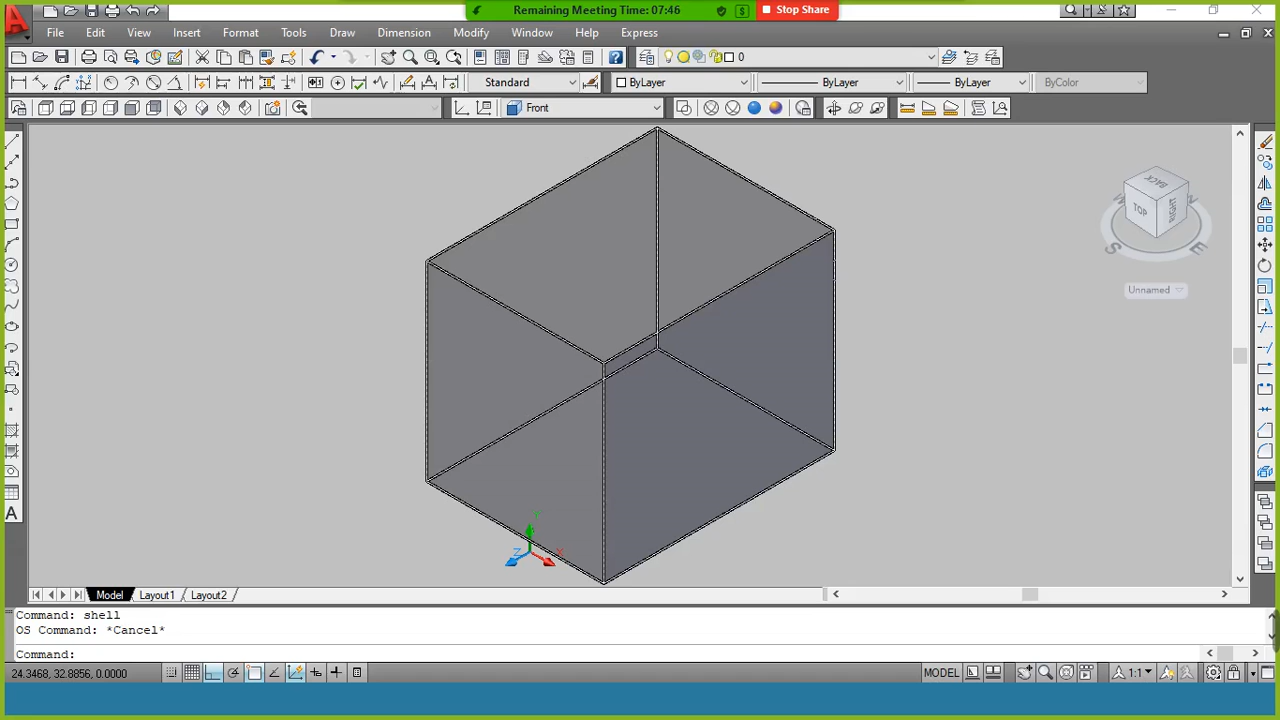 Remaining Meeting Time: 07:46
Stop Share
File Edit View Insert Format Tools Draw Dimension Modify Window Help Express
0
Standard
ByLayer
ByLayer
ByLayer
ByColor
Front
BACK
TOP
RIGHT
W
N
S
E
Unnamed
Y
Z
X
Model Layout1 Layout2
Command: shell
OS Command: *Cancel*
Command:
24.3468, 32.8856, 0.0000
MODEL
1:1